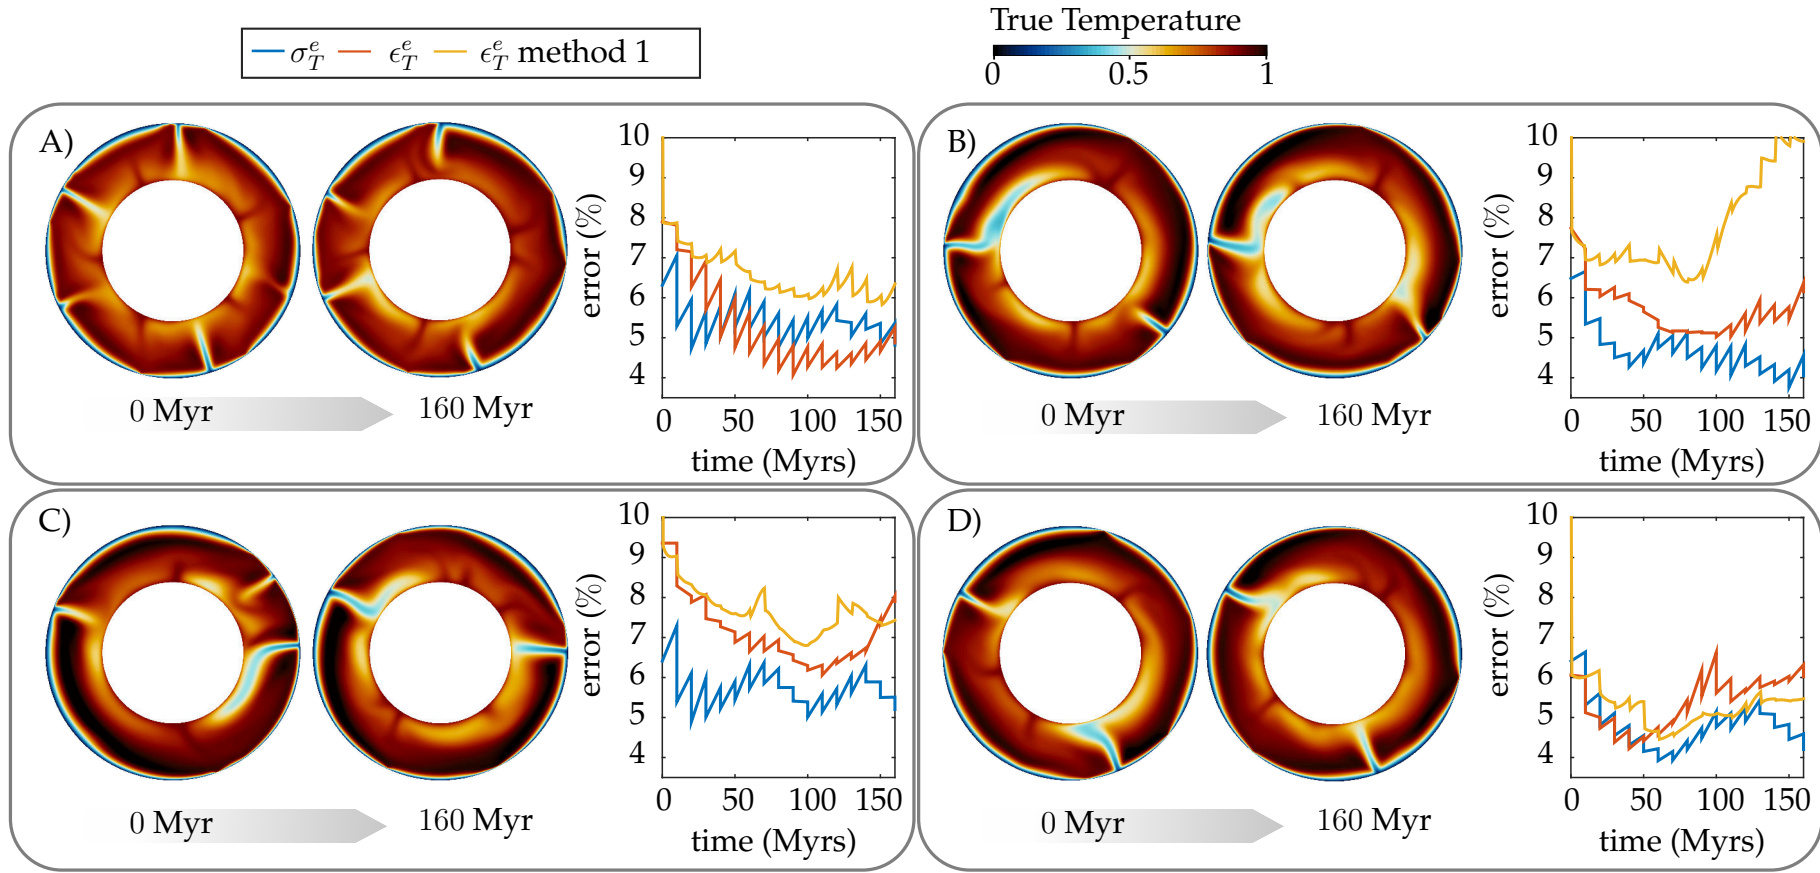 σ_T^e ϵ_T^e ϵ_T^e method 1
True Temperature
0 0.5 1
A)
0 Myr 160 Myr
10
9
8
7
6
5
4
error (%)
0 50 100 150
time (Myrs)
B)
0 Myr 160 Myr
10
9
8
7
6
5
4
error (%)
0 50 100 150
time (Myrs)
C)
0 Myr 160 Myr
10
9
8
7
6
5
4
error (%)
0 50 100 150
time (Myrs)
D)
0 Myr 160 Myr
10
9
8
7
6
5
4
error (%)
0 50 100 150
time (Myrs)